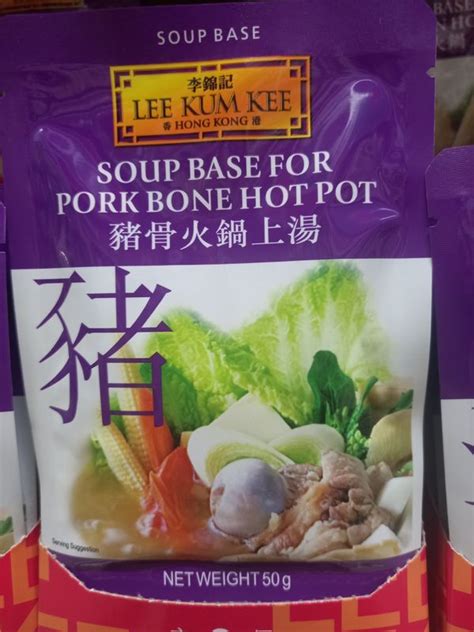 SOUP BASE
李錦記
LEE KUM KEE
香 HONG KONG 港
SOUP BASE FOR
PORK BONE HOT POT
豬骨火鍋上湯
豬
Serving Suggestion
NET WEIGHT 50 g